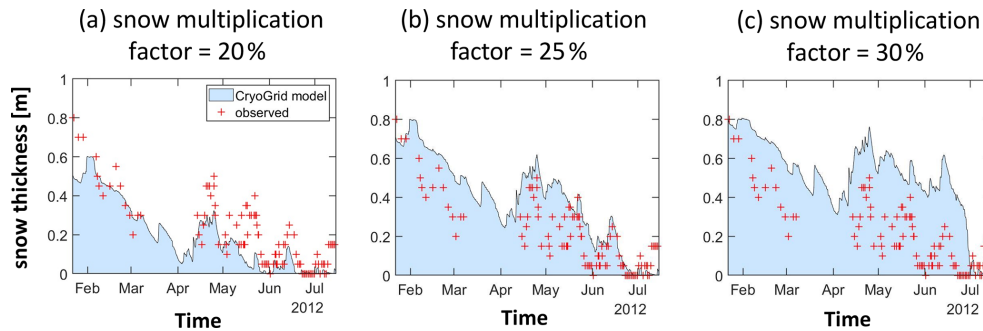 (a) snow multiplication
factor = 20%
(b) snow multiplication
factor = 25%
(c) snow multiplication
factor = 30%
snow thickness [m]
1
0.8
0.6
0.4
0.2
0
CryoGrid model
observed
Feb Mar Apr May Jun Jul
2012
Time
1
0.8
0.6
0.4
0.2
0
Feb Mar Apr May Jun Jul
2012
Time
1
0.8
0.6
0.4
0.2
0
Feb Mar Apr May Jun Jul
2012
Time